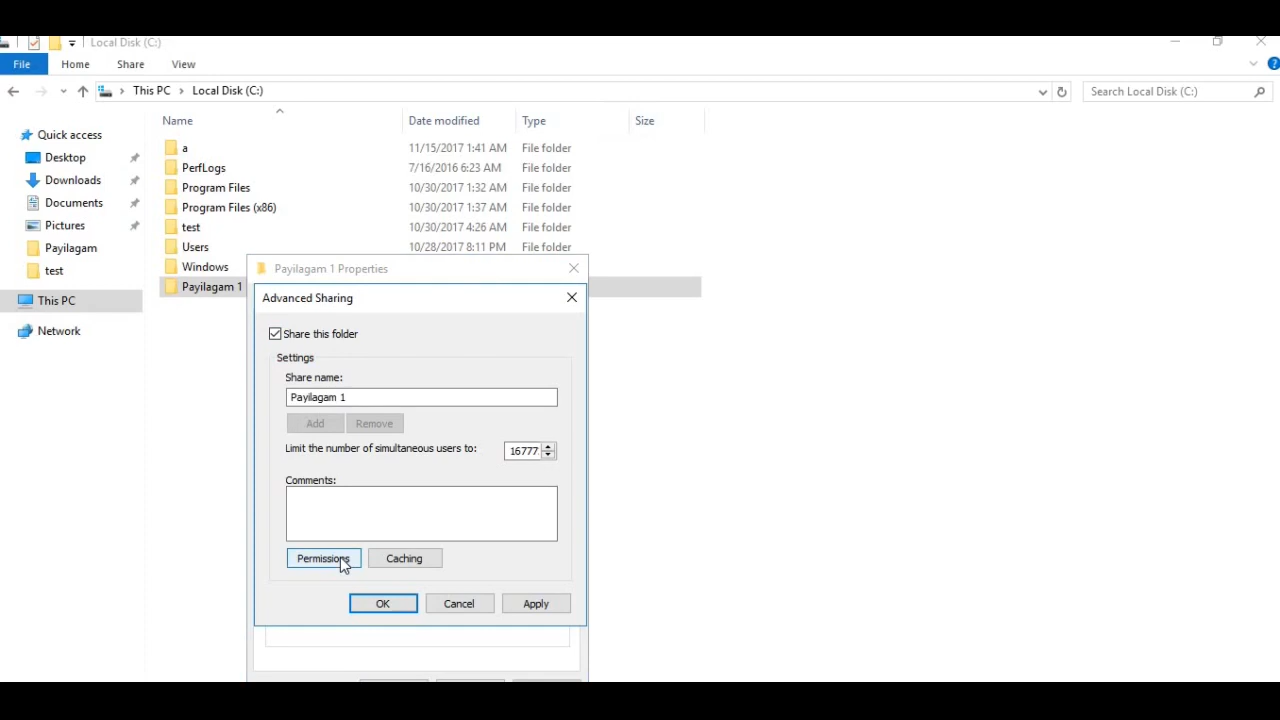 Local Disk (C:)
File Home Share View
This PC Local Disk (C:) Search Local Disk (C:)
Name Date modified Type Size
Quick access
Desktop
Downloads
Documents
Pictures
Payilagam
test
This PC
Network
a 11/15/2017 1:41 AM File folder
PerfLogs 7/16/2016 6:23 AM File folder
Program Files 10/30/2017 1:32 AM File folder
Program Files (x86) 10/30/2017 1:37 AM File folder
test 10/30/2017 4:26 AM File folder
Users 10/28/2017 8:11 PM File folder
Windows
Payilagam 1
Payilagam 1 Properties
Advanced Sharing
Share this folder
Settings
Share name:
Payilagam 1
Add Remove
Limit the number of simultaneous users to: 16777
Comments:
Permissions Caching
OK Cancel Apply